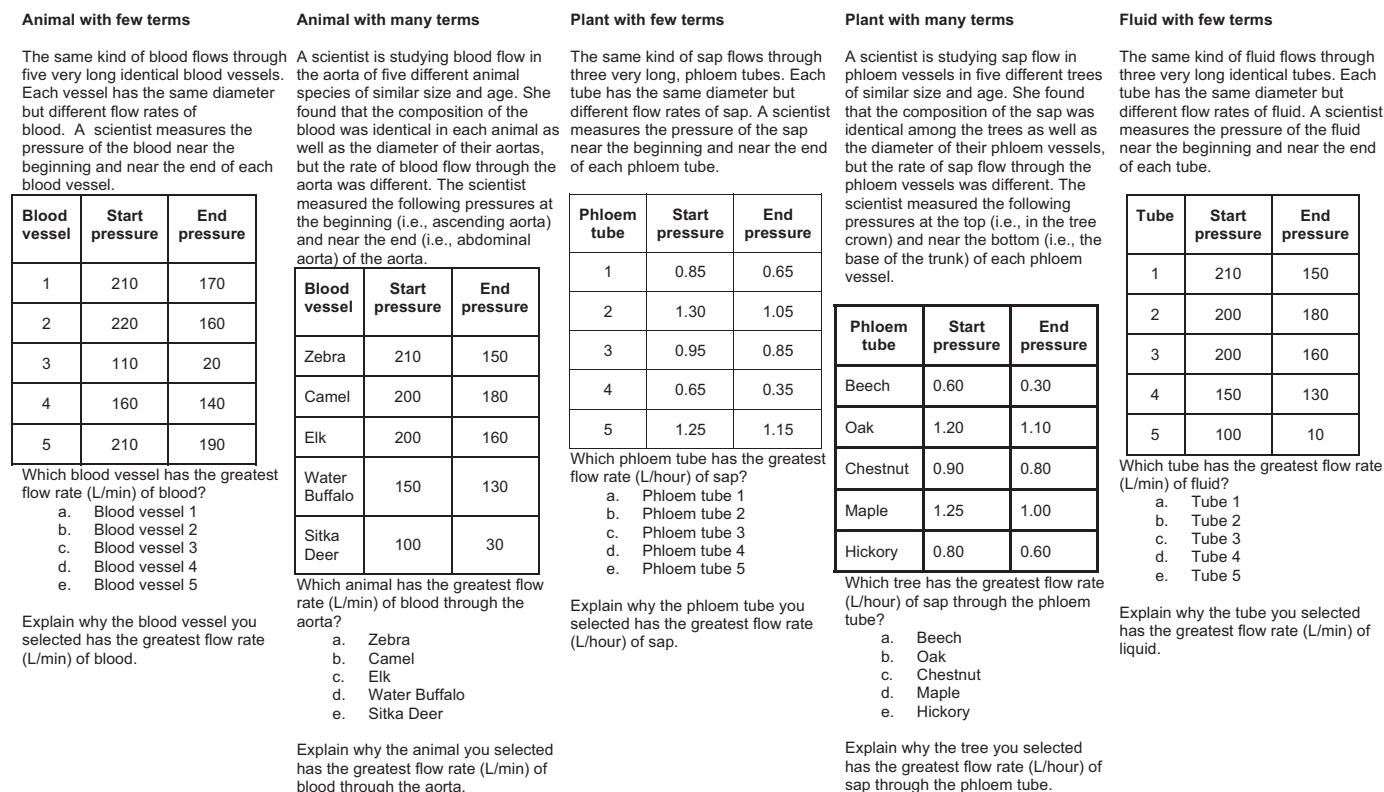 Animal with few terms
The same kind of blood flows through
five very long identical blood vessels.
Each vessel has the same diameter
but different flow rates of
blood. A scientist measures the
pressure of the blood near the
beginning and near the end of each
blood vessel.
Blood vessel Start pressure End pressure
1 210 170
2 220 160
3 110 20
4 160 140
5 210 190
Which blood vessel has the greatest
flow rate (L/min) of blood?
a. Blood vessel 1
b. Blood vessel 2
c. Blood vessel 3
d. Blood vessel 4
e. Blood vessel 5
Explain why the blood vessel you
selected has the greatest flow rate
(L/min) of blood.
Animal with many terms
A scientist is studying blood flow in
the aorta of five different animal
species of similar size and age. She
found that the composition of the
blood was identical in each animal as
well as the diameter of their aortas,
but the rate of blood flow through the
aorta was different. The scientist
measured the following pressures at
the beginning (i.e., ascending aorta)
and near the end (i.e., abdominal
aorta) of the aorta.
Blood vessel Start pressure End pressure
Zebra 210 150
Camel 200 180
Elk 200 160
Water Buffalo 150 130
Sitka Deer 100 30
Which animal has the greatest flow
rate (L/min) of blood through the
aorta?
a. Zebra
b. Camel
c. Elk
d. Water Buffalo
e. Sitka Deer
Explain why the animal you selected
has the greatest flow rate (L/min) of
blood through the aorta.
Plant with few terms
The same kind of sap flows through
three very long, phloem tubes. Each
tube has the same diameter but
different flow rates of sap. A scientist
measures the pressure of the sap
near the beginning and near the end
of each phloem tube.
Phloem tube Start pressure End pressure
1 0.85 0.65
2 1.30 1.05
3 0.95 0.85
4 0.65 0.35
5 1.25 1.15
Which phloem tube has the greatest
flow rate (L/hour) of sap?
a. Phloem tube 1
b. Phloem tube 2
c. Phloem tube 3
d. Phloem tube 4
e. Phloem tube 5
Explain why the phloem tube you
selected has the greatest flow rate
(L/hour) of sap.
Plant with many terms
A scientist is studying sap flow in
phloem vessels in five different trees
of similar size and age. She found
that the composition of the sap was
identical among the trees as well as
the diameter of their phloem vessels,
but the rate of sap flow through the
phloem vessels was different. The
scientist measured the following
pressures at the top (i.e., in the tree
crown) and near the bottom (i.e., the
base of the trunk) of each phloem
vessel.
Phloem tube Start pressure End pressure
Beech 0.60 0.30
Oak 1.20 1.10
Chestnut 0.90 0.80
Maple 1.25 1.00
Hickory 0.80 0.60
Which tree has the greatest flow rate
(L/hour) of sap through the phloem
tube?
a. Beech
b. Oak
c. Chestnut
d. Maple
e. Hickory
Explain why the tree you selected
has the greatest flow rate (L/hour) of
sap through the phloem tube.
Fluid with few terms
The same kind of fluid flows through
three very long identical tubes. Each
tube has the same diameter but
different flow rates of fluid. A scientist
measures the pressure of the fluid
near the beginning and near the end
of each tube.
Tube Start pressure End pressure
1 210 150
2 200 180
3 200 160
4 150 130
5 100 10
Which tube has the greatest flow rate
(L/min) of fluid?
a. Tube 1
b. Tube 2
c. Tube 3
d. Tube 4
e. Tube 5
Explain why the tube you selected
has the greatest flow rate (L/min) of
liquid.